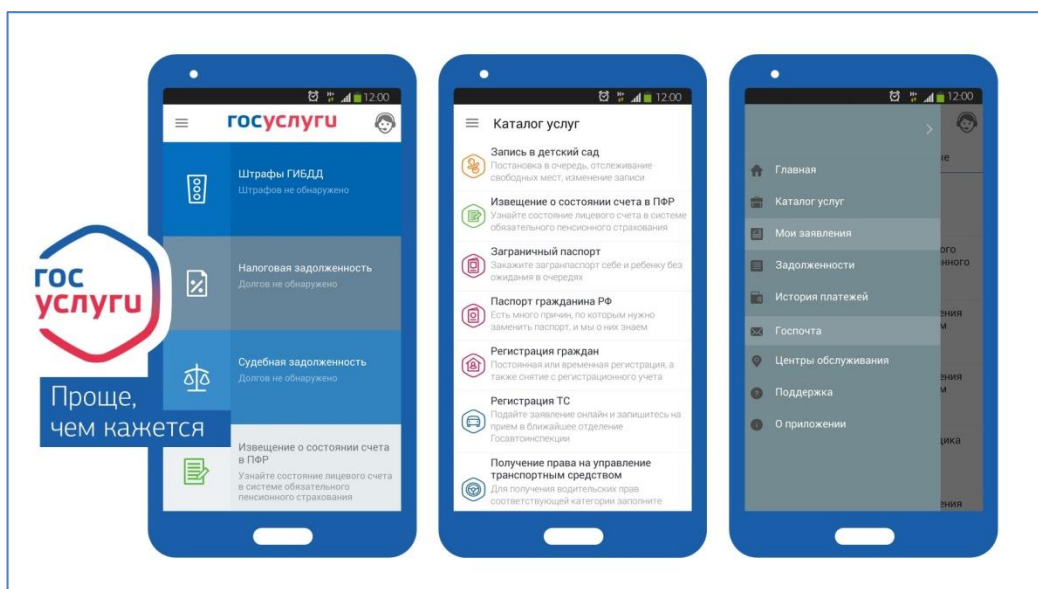 гос
услуги
Проще,
чем кажется
12:00
госуслуги
Штрафы ГИБДД
Штрафов не обнаружено
Налоговая задолженность
Долгов не обнаружено
Судебная задолженность
Долгов не обнаружено
Извещение о состоянии счета
в ПФР
Узнайте состояние лицевого счета
в системе обязательного
пенсионного страхования
12:00
Каталог услуг
Запись в детский сад
Постановка в очередь, отслеживание
свободных мест, изменение записи
Извещение о состоянии счета в ПФР
Узнайте состояние лицевого счета в системе
обязательного пенсионного страхования
Заграничный паспорт
Закажите загранпаспорт себе и ребенку без
ожидания в очередях
Паспорт гражданина РФ
Есть много причин, по которым нужно
заменить паспорт, и мы о них знаем
Регистрация граждан
Постоянная или временная регистрация, а
также снятие с регистрационного учета
Регистрация ТС
Подайте заявление онлайн и запишитесь на
прием в ближайшее отделение
Госавтоинспекции
Получение права на управление
транспортным средством
Для получения водительских прав
соответствующей категории заполните
12:00
Главная
Каталог услуг
Мои заявления
Задолженности
История платежей
Госпочта
Центры обслуживания
Поддержка
О приложении